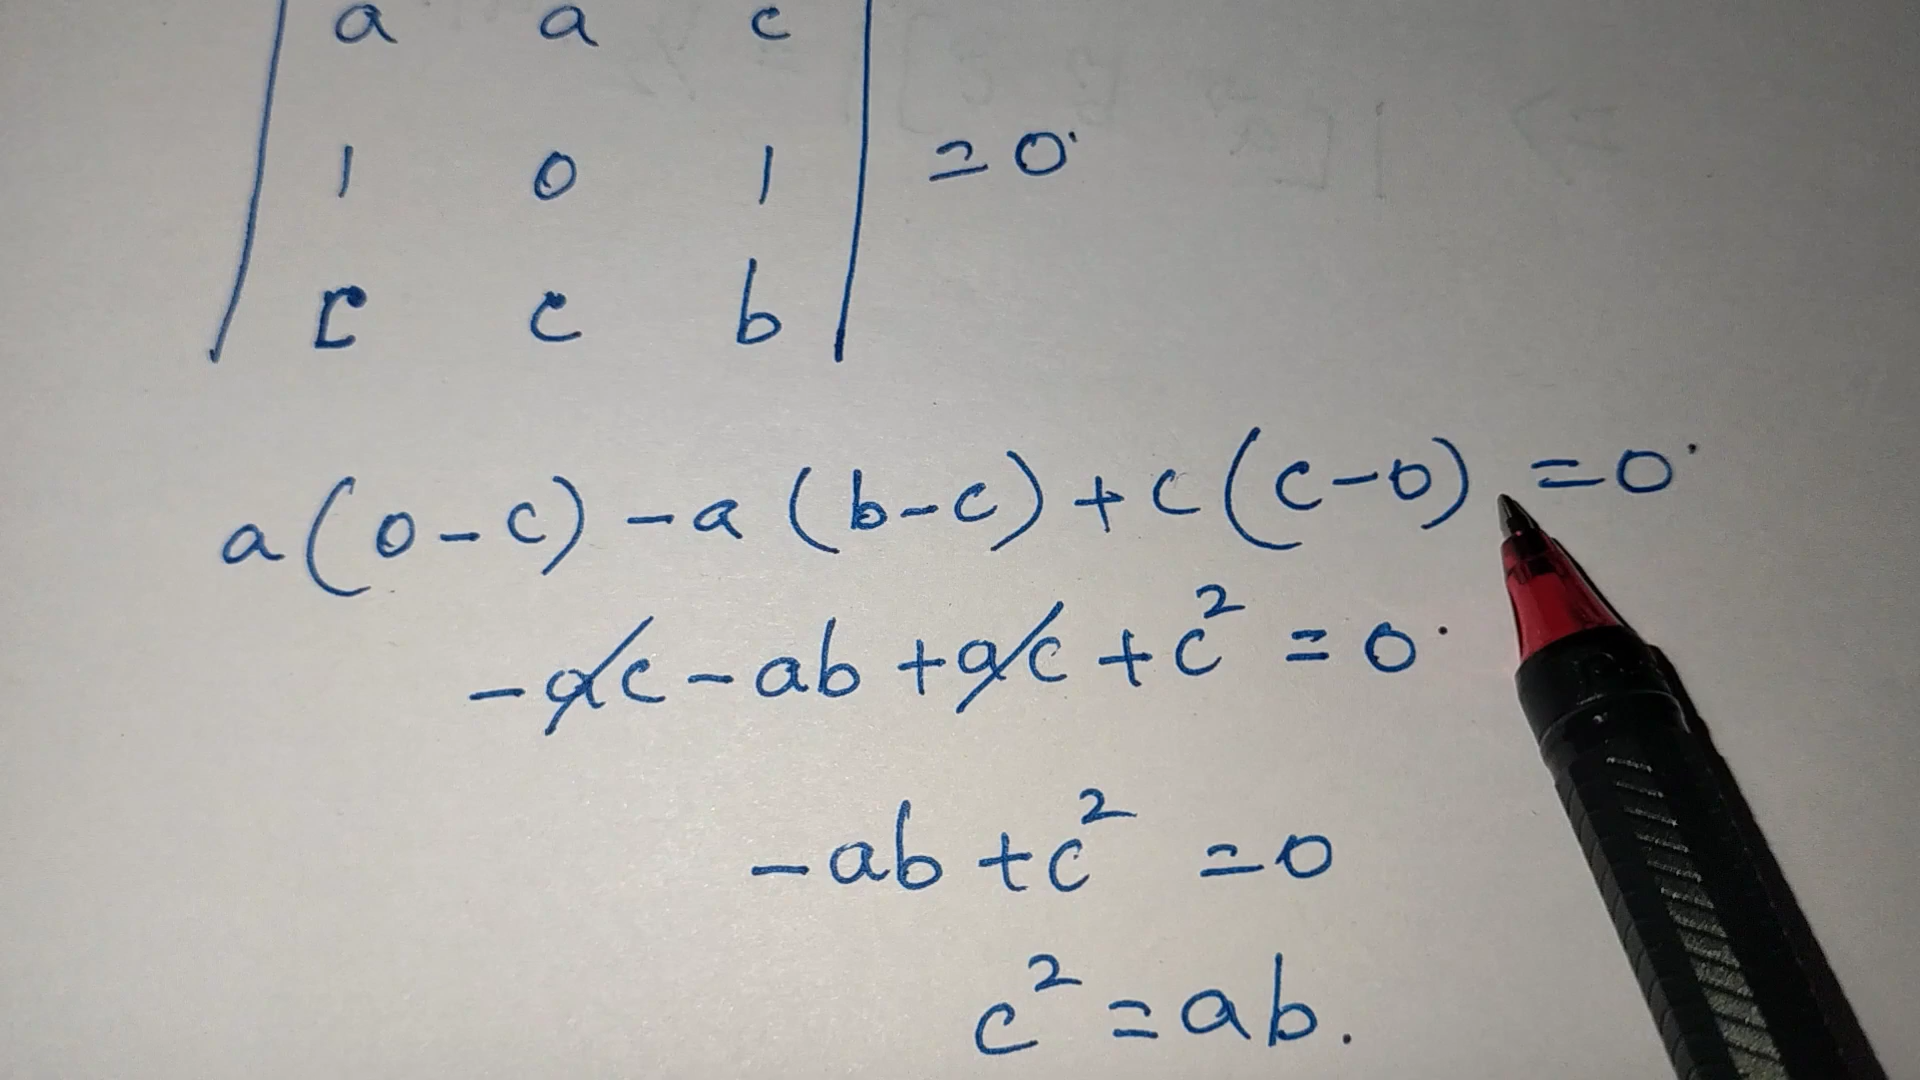 | a a c |
| 1 0 1 | = 0.
| c c b |
a(0-c) -a(b-c) + c(c-0) = 0.
-ac - ab + ac + c² = 0.
-ab + c² = 0
c² = ab.